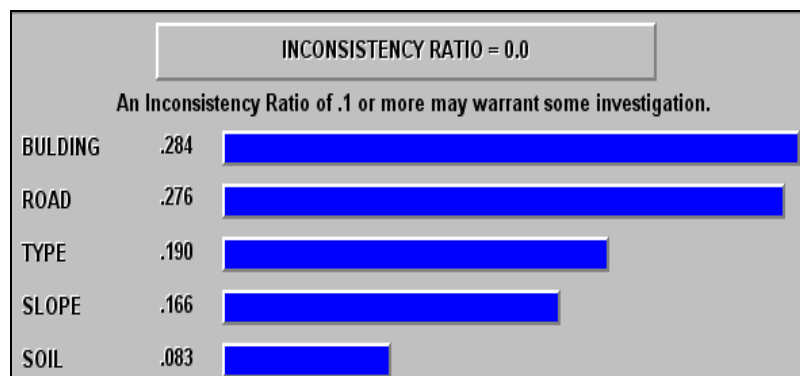 INCONSISTENCY RATIO = 0.0
An Inconsistency Ratio of .1 or more may warrant some investigation.
BULDING .284
ROAD .276
TYPE .190
SLOPE .166
SOIL .083